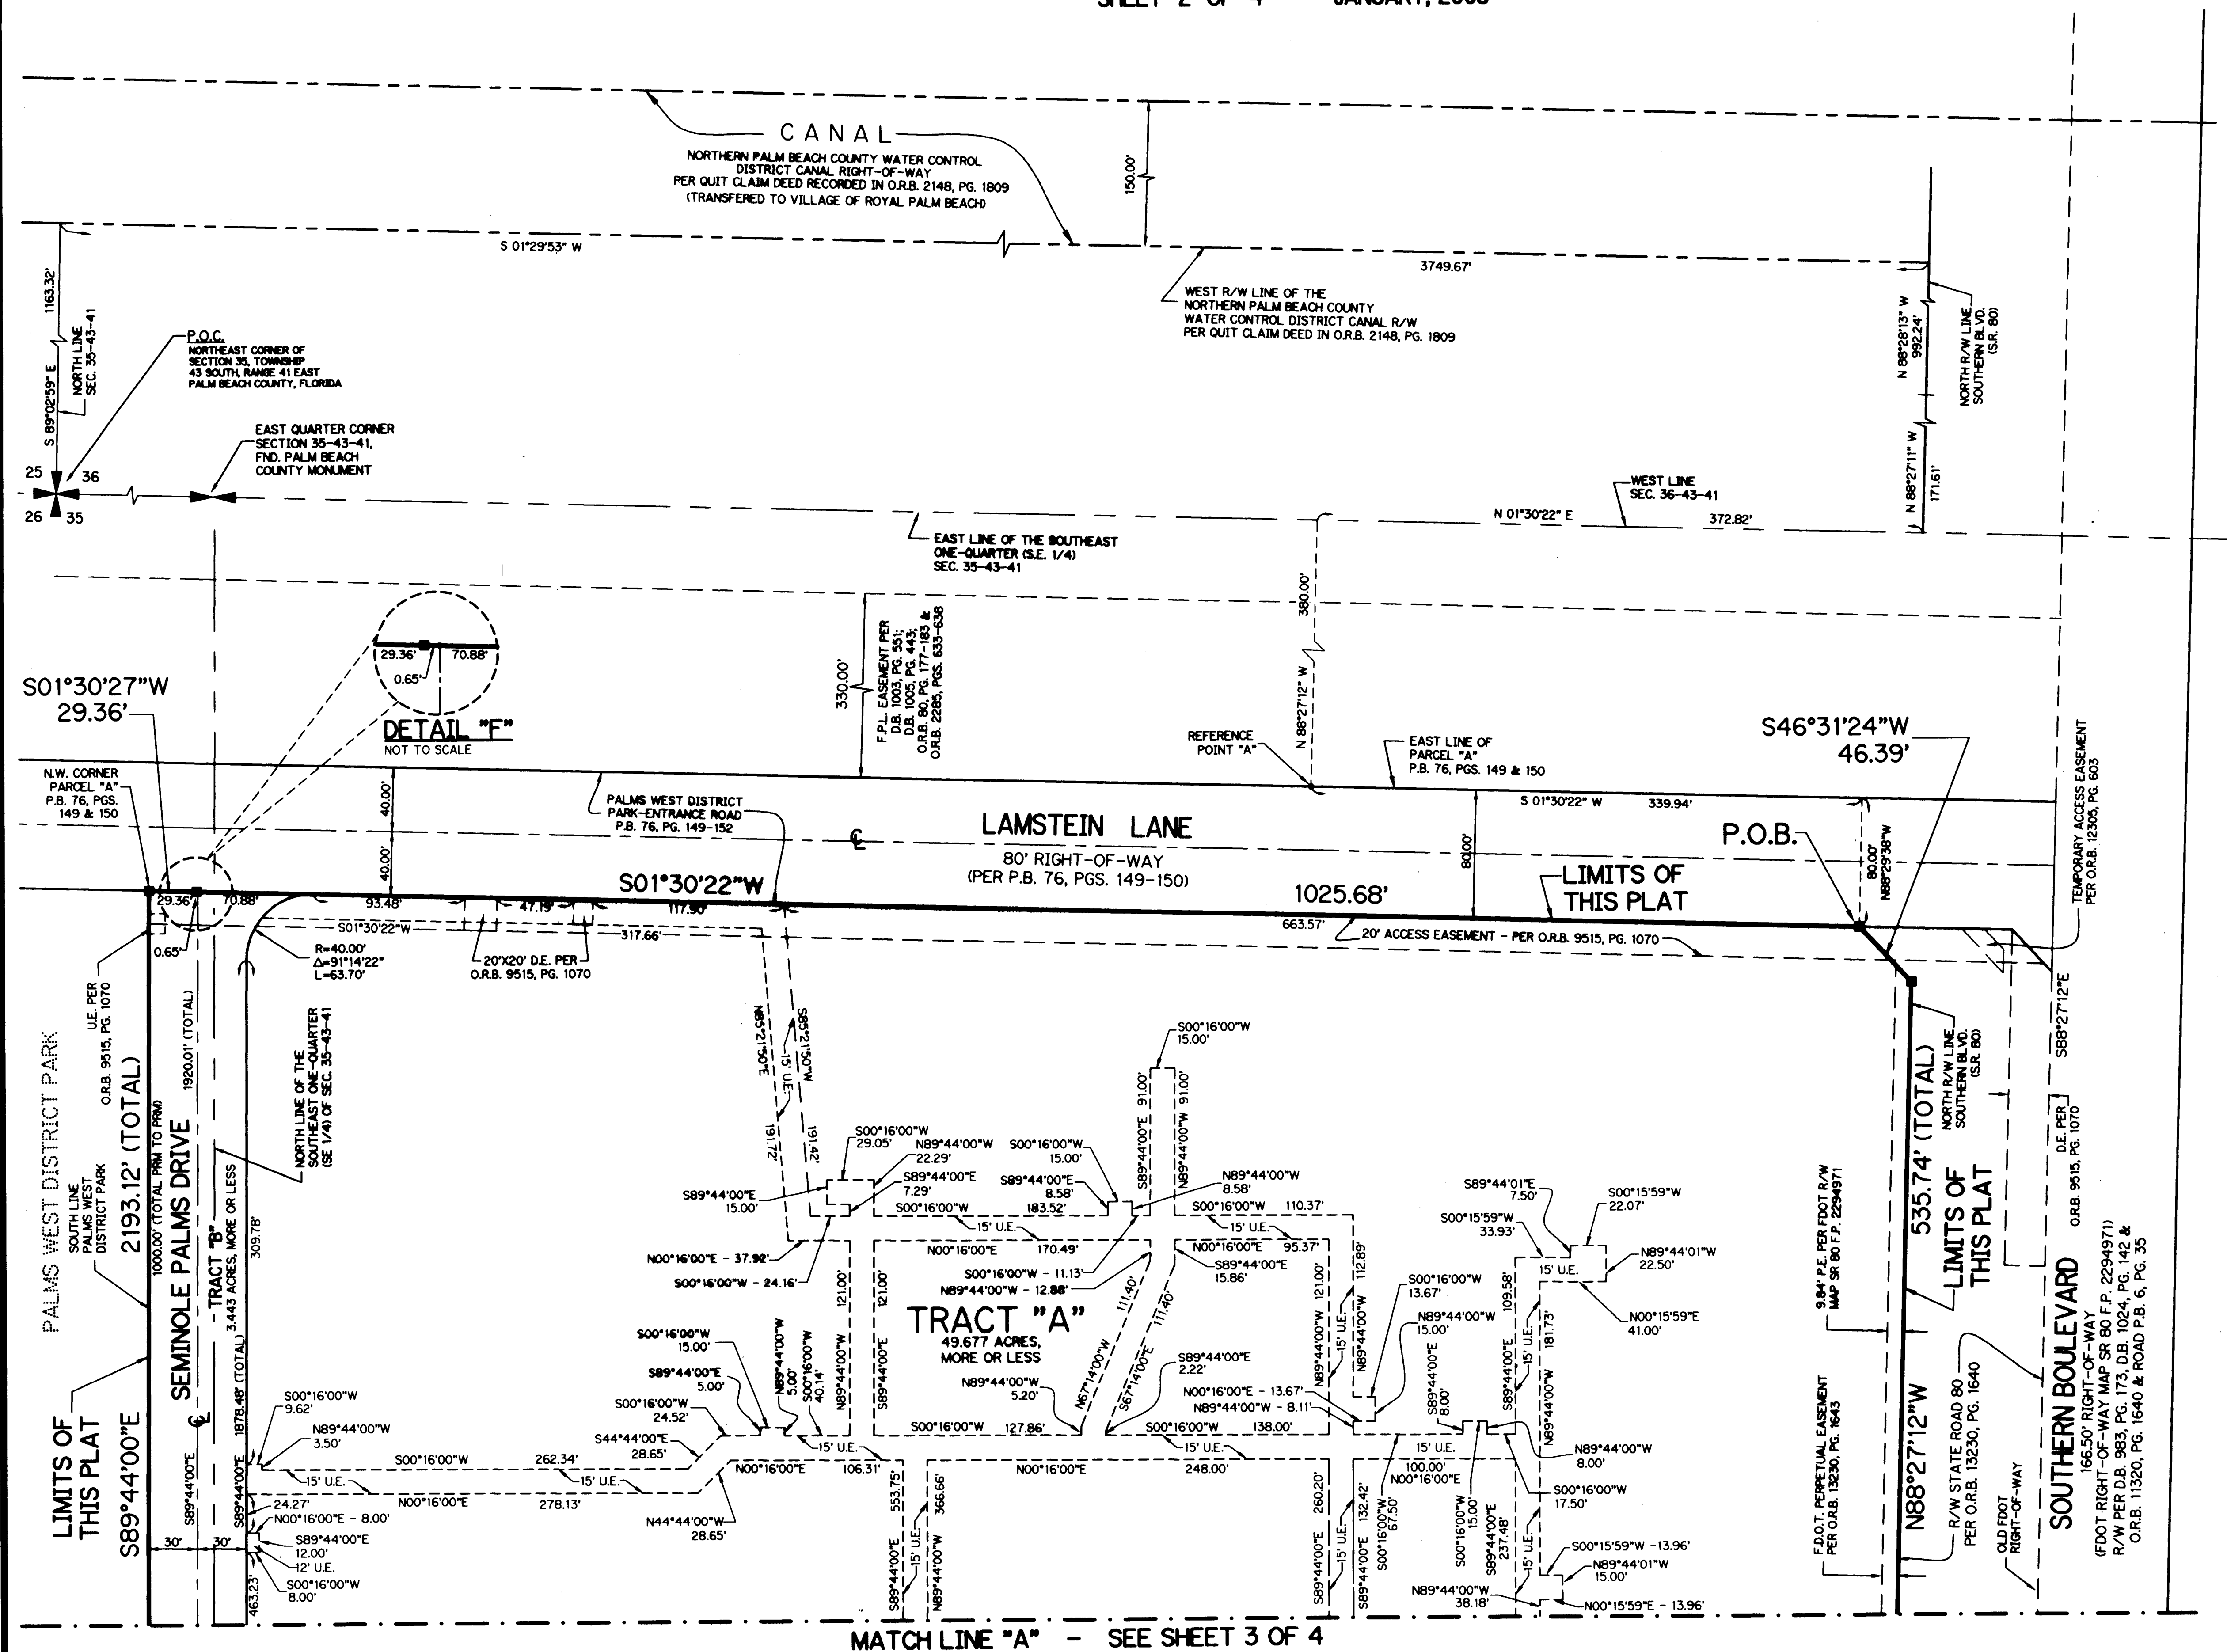 SHEET 2 OF 4 JANUARY, 2003
CANAL
NORTHERN PALM BEACH COUNTY WATER CONTROL
DISTRICT CANAL RIGHT-OF-WAY
PER QUIT CLAIM DEED RECORDED IN O.R.B. 2148, PG. 1809
(TRANSFERED TO VILLAGE OF ROYAL PALM BEACH)
150.00'
S 01°29'53" W
3749.67'
WEST R/W LINE OF THE
NORTHERN PALM BEACH COUNTY
WATER CONTROL DISTRICT CANAL R/W
PER QUIT CLAIM DEED IN O.R.B. 2148, PG. 1809
N 88°28'13" W
992.24'
NORTH R/W LINE
SOUTHERN BLVD.
(S.R. 80)
N 88°27'11" W
171.61'
1163.32'
S 89°02'59" E
NORTH LINE
SEC. 35-43-41
P.O.C.
NORTHEAST CORNER OF
SECTION 35, TOWNSHIP
43 SOUTH, RANGE 41 EAST
PALM BEACH COUNTY, FLORIDA
EAST QUARTER CORNER
SECTION 35-43-41,
FND. PALM BEACH
COUNTY MONUMENT
25
36
26
35
WEST LINE
SEC. 36-43-41
N 01°30'22" E
372.82'
EAST LINE OF THE SOUTHEAST
ONE-QUARTER (S.E. 1/4)
SEC. 35-43-41
29.36'
70.88'
0.65'
DETAIL "F"
NOT TO SCALE
S01°30'27"W
29.36'
330.00'
F.P.L. EASEMENT PER
D.B. 1003, PG. 551;
D.B. 1005, PG. 443;
O.R.B. 80, PG. 177-183 &
O.R.B. 2285, PGS. 633-638
380.00'
N 88°27'12" W
REFERENCE
POINT "A"
EAST LINE OF
PARCEL "A"
P.B. 76, PGS. 149 & 150
S 01°30'22" W
339.94'
S46°31'24"W
46.39'
TEMPORARY ACCESS EASEMENT
PER O.R.B. 12305, PG. 603
N.W. CORNER
PARCEL "A"
P.B. 76, PGS.
149 & 150
40.00'
40.00'
PALMS WEST DISTRICT
PARK-ENTRANCE ROAD
P.B. 76, PG. 149-152
LAMSTEIN LANE
80' RIGHT-OF-WAY
(PER P.B. 76, PGS. 149-150)
80.00'
P.O.B.
80.00'
N88°29'38"W
LIMITS OF
THIS PLAT
S01°30'22"W
1025.68'
29.36'
70.88'
93.48'
47.19'
117.90'
663.57'
S01°30'22"W
317.66'
20' ACCESS EASEMENT - PER O.R.B. 9515, PG. 1070
0.65'
R=40.00'
Δ=91°14'22"
L=63.70'
20'X20' D.E. PER
O.R.B. 9515, PG. 1070
U.E. PER
O.R.B. 9515, PG. 1070
PALMS WEST DISTRICT PARK
SOUTH LINE
PALMS WEST
DISTRICT PARK
LIMITS OF
THIS PLAT
S89°44'00"E
2193.12' (TOTAL)
1000.00' (TOTAL PRM TO PRM)
SEMINOLE PALMS DRIVE
S89°44'00"E
1920.01' (TOTAL)
TRACT "B"
3.443 ACRES, MORE OR LESS
S89°44'00"E
1878.48' (TOTAL)
309.78'
NORTH LINE OF THE
SOUTHEAST ONE-QUARTER
(SE 1/4) OF SEC. 35-43-41
30'
30'
463.23'
S00°16'00"W
9.62'
N89°44'00"W
3.50'
24.27'
N00°16'00"E - 8.00'
S89°44'00"E
12.00'
12' U.E.
S00°16'00"W
8.00'
S00°16'00"W
262.34'
15' U.E.
15' U.E.
N00°16'00"E
278.13'
S44°44'00"E
28.65'
N44°44'00"W
28.65'
S00°16'00"W
24.52'
S89°44'00"E
5.00'
S00°16'00"W
15.00'
N89°44'00"W
5.00'
S00°16'00"W
40.14'
15' U.E.
N00°16'00"E
106.31'
N85°21'50"E
191.72'
15' U.E.
S85°21'50"W
191.42'
S89°44'00"E
15.00'
S00°16'00"W
29.05'
N89°44'00"W
22.29'
S89°44'00"E
7.29'
N00°16'00"E - 37.92'
S00°16'00"W - 24.16'
S00°16'00"W
183.52'
15' U.E.
S89°44'00"E
8.58'
S00°16'00"W
15.00'
N89°44'00"W
8.58'
S00°16'00"W
15.00'
S89°44'00"E 91.00'
N89°44'00"W 91.00'
S00°16'00"W
110.37'
15' U.E.
N00°16'00"E
170.49'
S00°16'00"W - 11.13'
N89°44'00"W - 12.88'
N00°16'00"E
95.37'
S89°44'00"E
15.86'
N89°44'00"W
121.00'
S89°44'00"E
121.00'
TRACT "A"
49.677 ACRES,
MORE OR LESS
N67°14'00"W
111.40'
S67°14'00"E
111.40'
N89°44'00"W
5.20'
S89°44'00"E
2.22'
S00°16'00"W
127.86'
S00°16'00"W
138.00'
15' U.E.
N00°16'00"E
248.00'
N89°44'00"W 121.00'
15' U.E.
N89°44'00"W 112.89'
N00°16'00"E - 13.67'
N89°44'00"W - 8.11'
S00°16'00"W
13.67'
N89°44'00"W
15.00'
S89°44'00"E
8.00'
15' U.E.
100.00'
N00°16'00"E
S00°16'00"W
67.50'
S00°16'00"W
15.00'
S89°44'00"E
237.48'
N89°44'00"W
8.00'
S00°16'00"W
17.50'
S89°44'00"E
109.58'
15' U.E.
N89°44'00"W
181.73'
S00°15'59"W
33.93'
S89°44'01"E
7.50'
S00°15'59"W
22.07'
N89°44'01"W
22.50'
15' U.E.
N00°15'59"E
41.00'
S89°44'00"E 553.75'
15' U.E.
N89°44'00"W 366.66'
S89°44'00"E 260.20'
15' U.E.
S89°44'00"E 132.42'
15' U.E.
S00°15'59"W -13.96'
N89°44'01"W
15.00'
N00°15'59"E - 13.96'
N89°44'00"W
38.18'
9.84' P.E. PER FDOT R/W
MAP SR 80 F.P. 2294971
F.D.O.T. PERPETUAL EASEMENT
PER O.R.B. 13230, PG. 1643
N88°27'12"W
535.74' (TOTAL)
NORTH R/W LINE
SOUTHERN BLVD.
(S.R. 80)
LIMITS OF
THIS PLAT
R/W STATE ROAD 80
PER O.R.B. 13230, PG. 1640
OLD FDOT
RIGHT-OF-WAY
S88°27'12"E
D.E. PER
O.R.B. 9515, PG. 1070
SOUTHERN BOULEVARD
166.50' RIGHT-OF-WAY
(FDOT RIGHT-OF-WAY MAP SR 80 F.P. 2294971)
R/W PER D.B. 983, PG. 173, D.B. 1024, PG. 142 &
O.R.B. 11320, PG. 1640 & ROAD P.B. 6, PG. 35
MATCH LINE "A" - SEE SHEET 3 OF 4